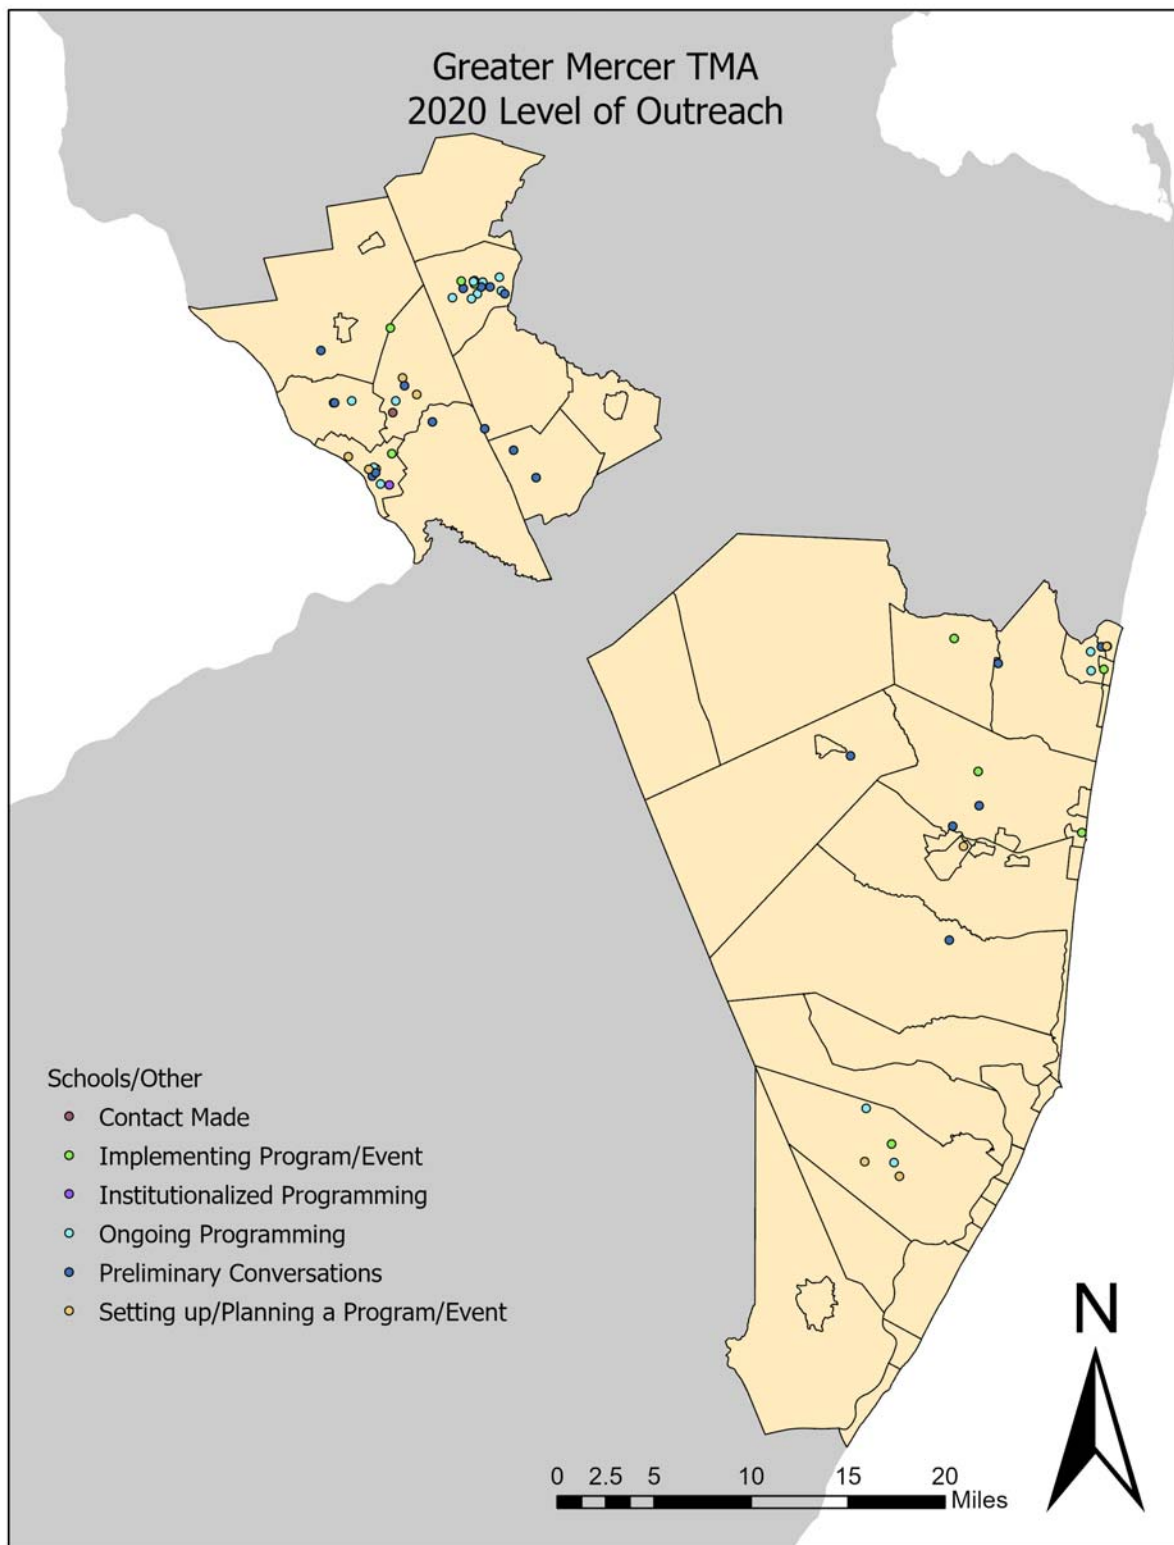 Greater Mercer TMA
2020 Level of Outreach
Schools/Other
Contact Made
Implementing Program/Event
Institutionalized Programming
Ongoing Programming
Preliminary Conversations
Setting up/Planning a Program/Event
N
0 2.5 5 10 15 20
Miles